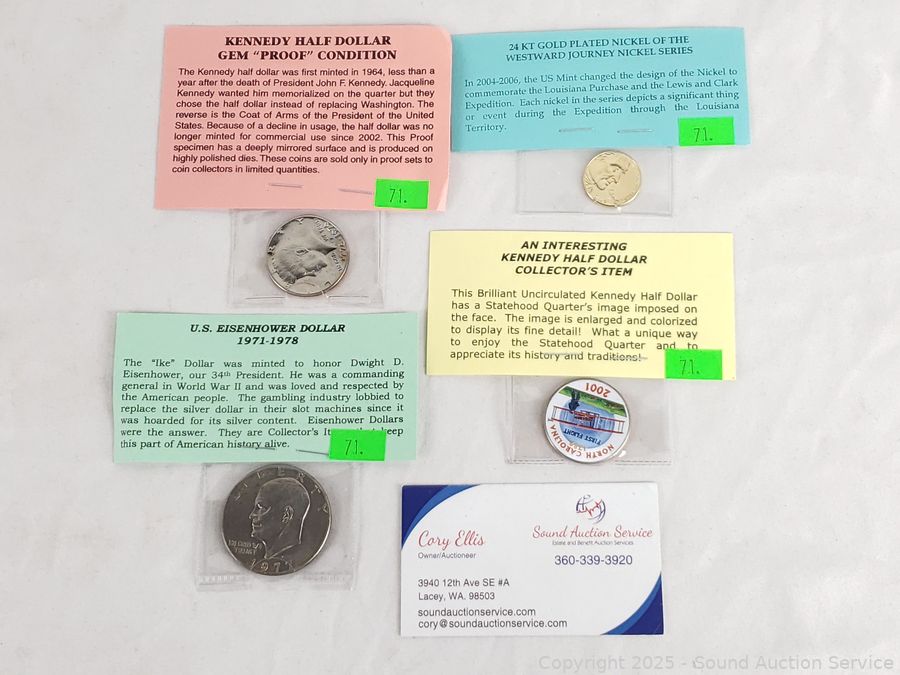 KENNEDY HALF DOLLAR
GEM "PROOF" CONDITION
The Kennedy half dollar was first minted in 1964, less than a
year after the death of President John F. Kennedy. Jacqueline
Kennedy wanted him memorialized on the quarter but they
chose the half dollar instead of replacing Washington. The
reverse is the Coat of Arms of the President of the United
States. Because of a decline in usage, the half dollar was no
longer minted for commercial use since 2002. This Proof
specimen has a deeply mirrored surface and is produced on
highly polished dies. These coins are sold only in proof sets to
coin collectors in limited quantities.
71.
24 KT GOLD PLATED NICKEL OF THE
WESTWARD JOURNEY NICKEL SERIES
In 2004-2006, the US Mint changed the design of the Nickel to
commemorate the Louisiana Purchase and the Lewis and Clark
Expedition. Each nickel in the series depicts a significant thing
or event during the Expedition through the Louisiana
Territory.
71.
AN INTERESTING
KENNEDY HALF DOLLAR
COLLECTOR'S ITEM
This Brilliant Uncirculated Kennedy Half Dollar
has a Statehood Quarter's image imposed on
the face. The image is enlarged and colorized
to display its fine detail! What a unique way
to enjoy the Statehood Quarter and to
appreciate its history and traditions!
71.
2001
FIRST FLIGHT
NORTH CAROLINA
U.S. EISENHOWER DOLLAR
1971-1978
The "Ike" Dollar was minted to honor Dwight D.
Eisenhower, our 34th President. He was a commanding
general in World War II and was loved and respected by
the American people. The gambling industry lobbied to
replace the silver dollar in their slot machines since it
was hoarded for its silver content. Eisenhower Dollars
were the answer. They are Collector's keep
this part of American history alive.
71.
LIBERTY
IN GOD WE
TRUST
Cory Ellis
Owner/Auctioneer
Sound Auction Service
Estate and Benefit Auction Services
360-339-3920
3940 12th Ave SE #A
Lacey, WA. 98503
soundauctionservice.com
cory@soundauctionservice.com
Copyright 2025 - Sound Auction Service